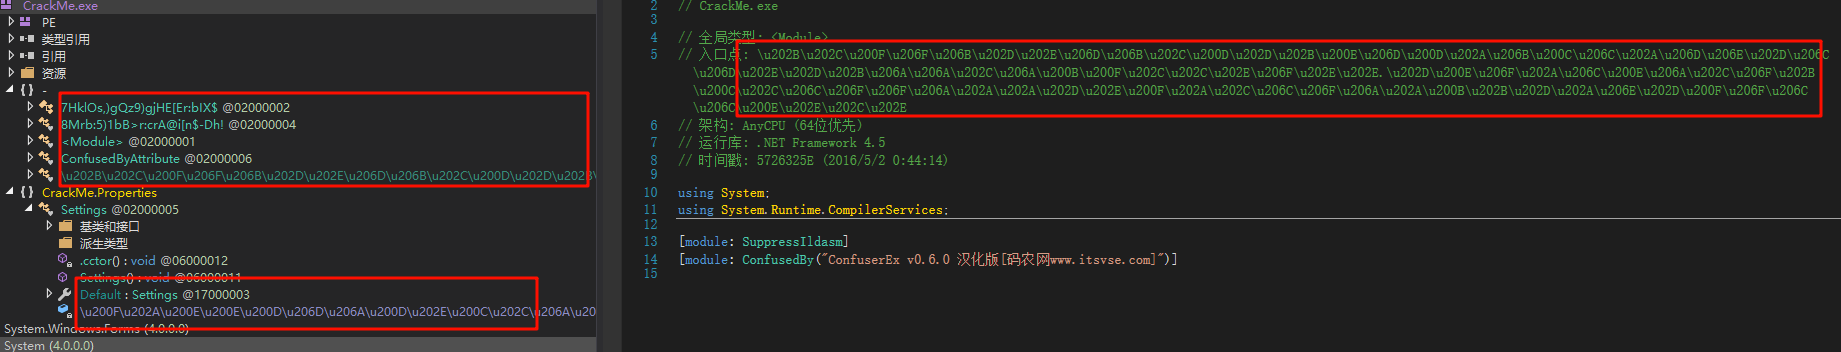 CrackMe.exe
PE
类型引用
引用
资源
{ } -
7HklOs,)gQz9)gjHE[Er:bIX$ @02000002
8Mrb:5)1bB>r:crA@i[n$-Dh! @02000004
<Module> @02000001
ConfusedByAttribute @02000006
\u202B\u202C\u200F\u206F\u206B\u202D\u202E\u206D\u206B\u202C\u200D\u202D\u202B\
{ } CrackMe.Properties
Settings @02000005
基类和接口
派生类型
.cctor() : void @06000012
Settings() : void @06000011
Default : Settings @17000003
\u200F\u202A\u200E\u200E\u200D\u206D\u206A\u200D\u202E\u200C\u202C\u206A\u20
System.Windows.Forms (4.0.0.0)
System (4.0.0.0)
2 // CrackMe.exe
3
4 // 全局类型: <Module>
5 // 入口点: \u202B\u202C\u200F\u206F\u206B\u202D\u202E\u206D\u206B\u202C\u200D\u202D\u202B\u200E\u206D\u200D\u202A\u206B\u200C\u206C\u202A\u206D\u206E\u202D\u206C
\u206D\u202E\u202D\u202B\u206A\u206A\u202C\u206A\u200B\u200F\u202C\u202C\u202E\u206F\u202E\u202E.\u202D\u200E\u206F\u202A\u206C\u200E\u206A\u202C\u206F\u202B
\u200C\u202C\u206C\u206F\u206F\u202A\u202A\u202D\u202E\u200F\u202A\u202C\u206C\u206F\u206A\u202A\u200B\u202B\u202D\u202A\u206E\u202D\u200F\u206F\u206C
\u206C\u200E\u202E\u202C\u202E
6 // 架构: AnyCPU (64位优先)
7 // 运行库: .NET Framework 4.5
8 // 时间戳: 5726325E (2016/5/2 0:44:14)
9
10 using System;
11 using System.Runtime.CompilerServices;
12
13 [module: SuppressIldasm]
14 [module: ConfusedBy("ConfuserEx v0.6.0 汉化版[码农网www.itsvse.com]")]
15